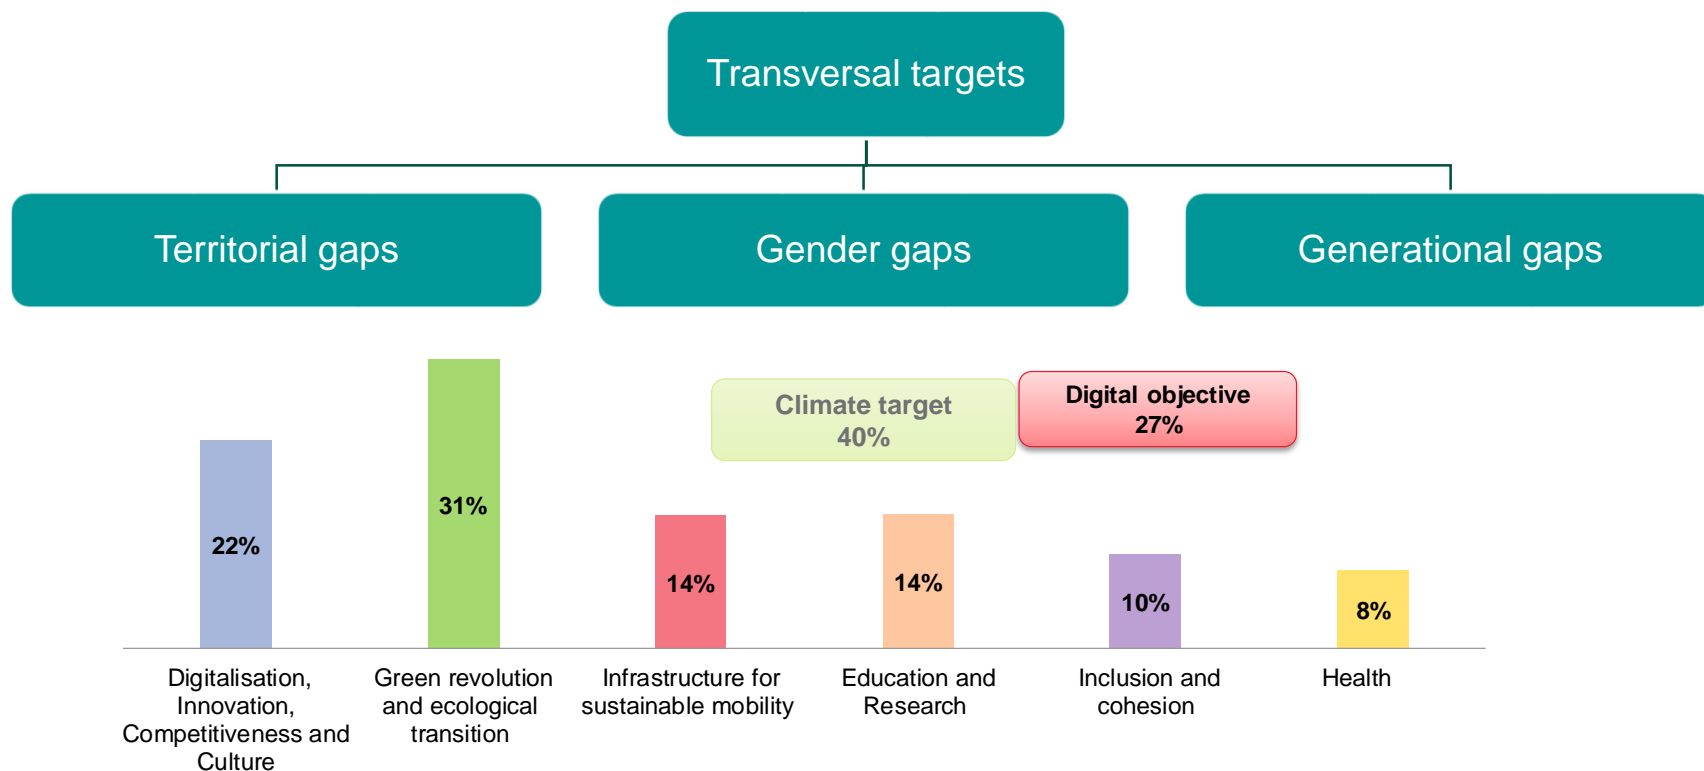 Transversal targets
Territorial gaps
Gender gaps
Generational gaps
Climate target
40%
Digital objective
27%
22%
31%
14%
14%
10%
8%
Digitalisation,
Innovation,
Competitiveness and
Culture
Green revolution
and ecological
transition
Infrastructure for
sustainable mobility
Education and
Research
Inclusion and
cohesion
Health